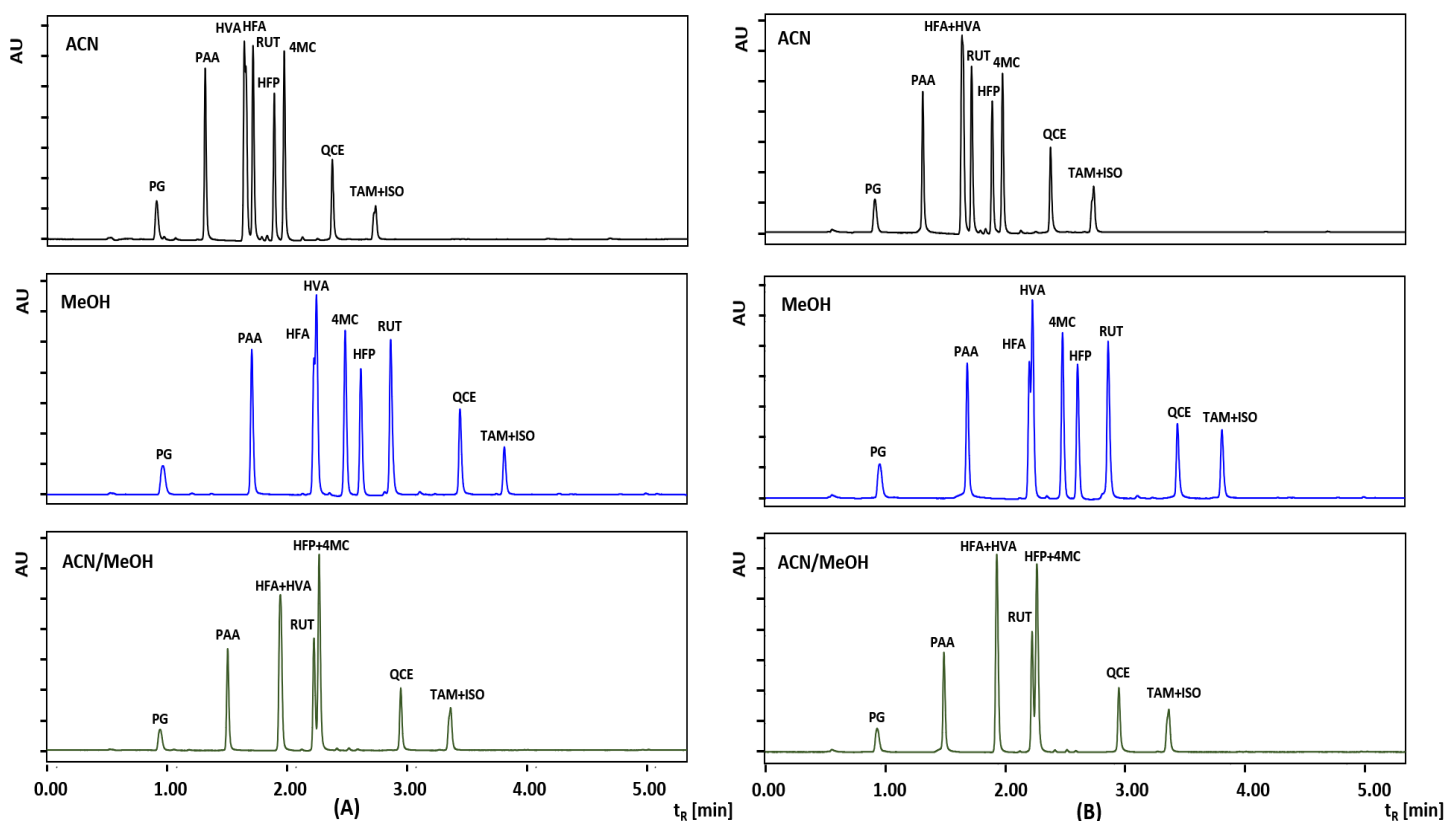 AU
ACN
PG
PAA
HVA
HFA
RUT
HFP
4MC
QCE
TAM+ISO
AU
MeOH
PG
PAA
HFA
HVA
4MC
HFP
RUT
QCE
TAM+ISO
AU
ACN/MeOH
PG
PAA
HFA+HVA
RUT
HFP+4MC
QCE
TAM+ISO
0.00 1.00 2.00 3.00 4.00 5.00
(A)
tR [min]
AU
ACN
PG
PAA
HFA+HVA
RUT
HFP
4MC
QCE
TAM+ISO
AU
MeOH
PG
PAA
HFA
HVA
4MC
HFP
RUT
QCE
TAM+ISO
AU
ACN/MeOH
PG
PAA
HFA+HVA
RUT
HFP+4MC
QCE
TAM+ISO
0.00 1.00 2.00 3.00 4.00 5.00
(B)
tR [min]